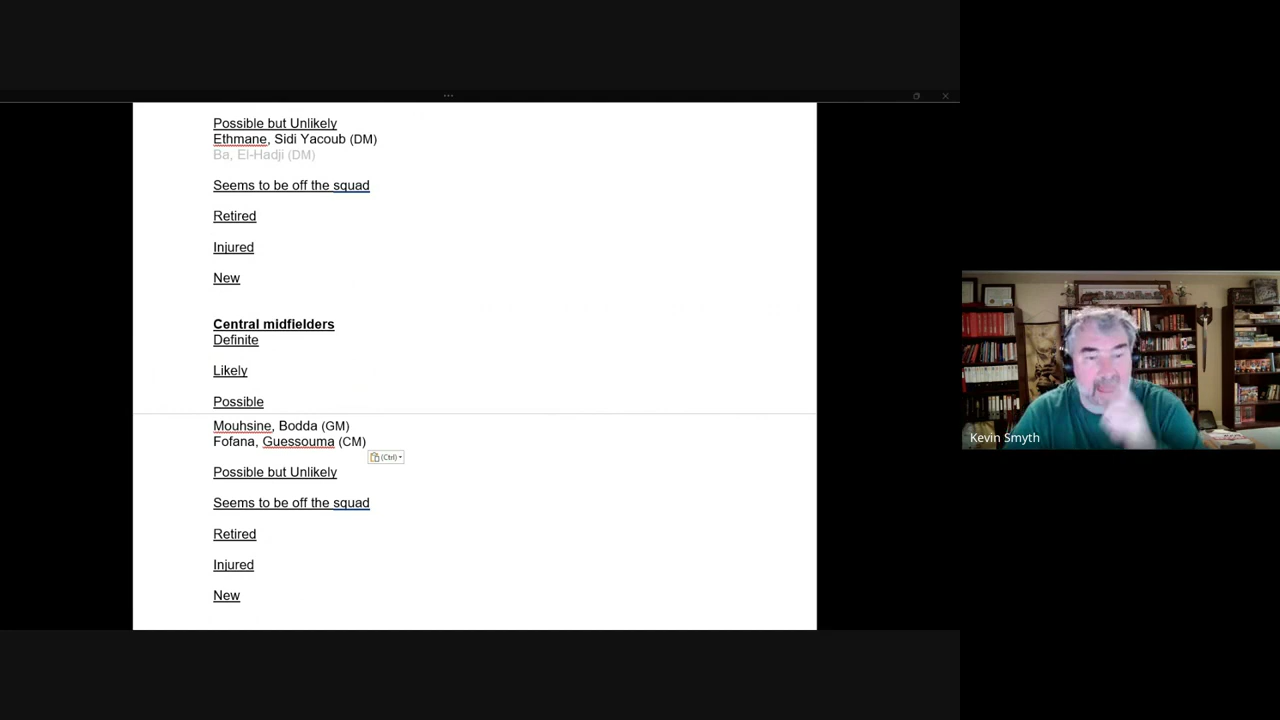 Possible but Unlikely
Ethmane, Sidi Yacoub (DM)
Ba, El-Hadji (DM)
Seems to be off the squad
Retired
Injured
New
Central midfielders
Definite
Likely
Possible
Mouhsine, Bodda (GM)
Fofana, Guessouma (CM)
(Ctrl)
Possible but Unlikely
Seems to be off the squad
Retired
Injured
New
Kevin Smyth